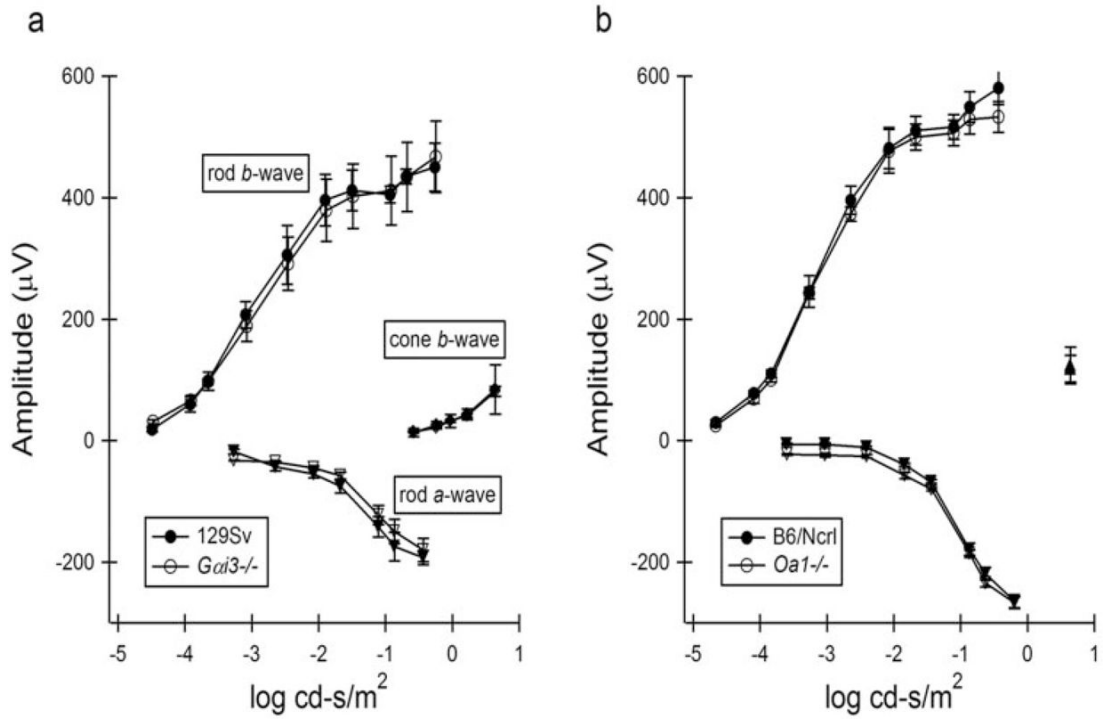 a
600
400
200
0
-200
Amplitude (μV)
rod b-wave
cone b-wave
rod a-wave
129Sv
Gαi3-/-
-5 -4 -3 -2 -1 0 1
log cd-s/m²
b
600
400
200
0
-200
Amplitude (μV)
B6/Ncrl
Oa1-/-
-5 -4 -3 -2 -1 0 1
log cd-s/m²